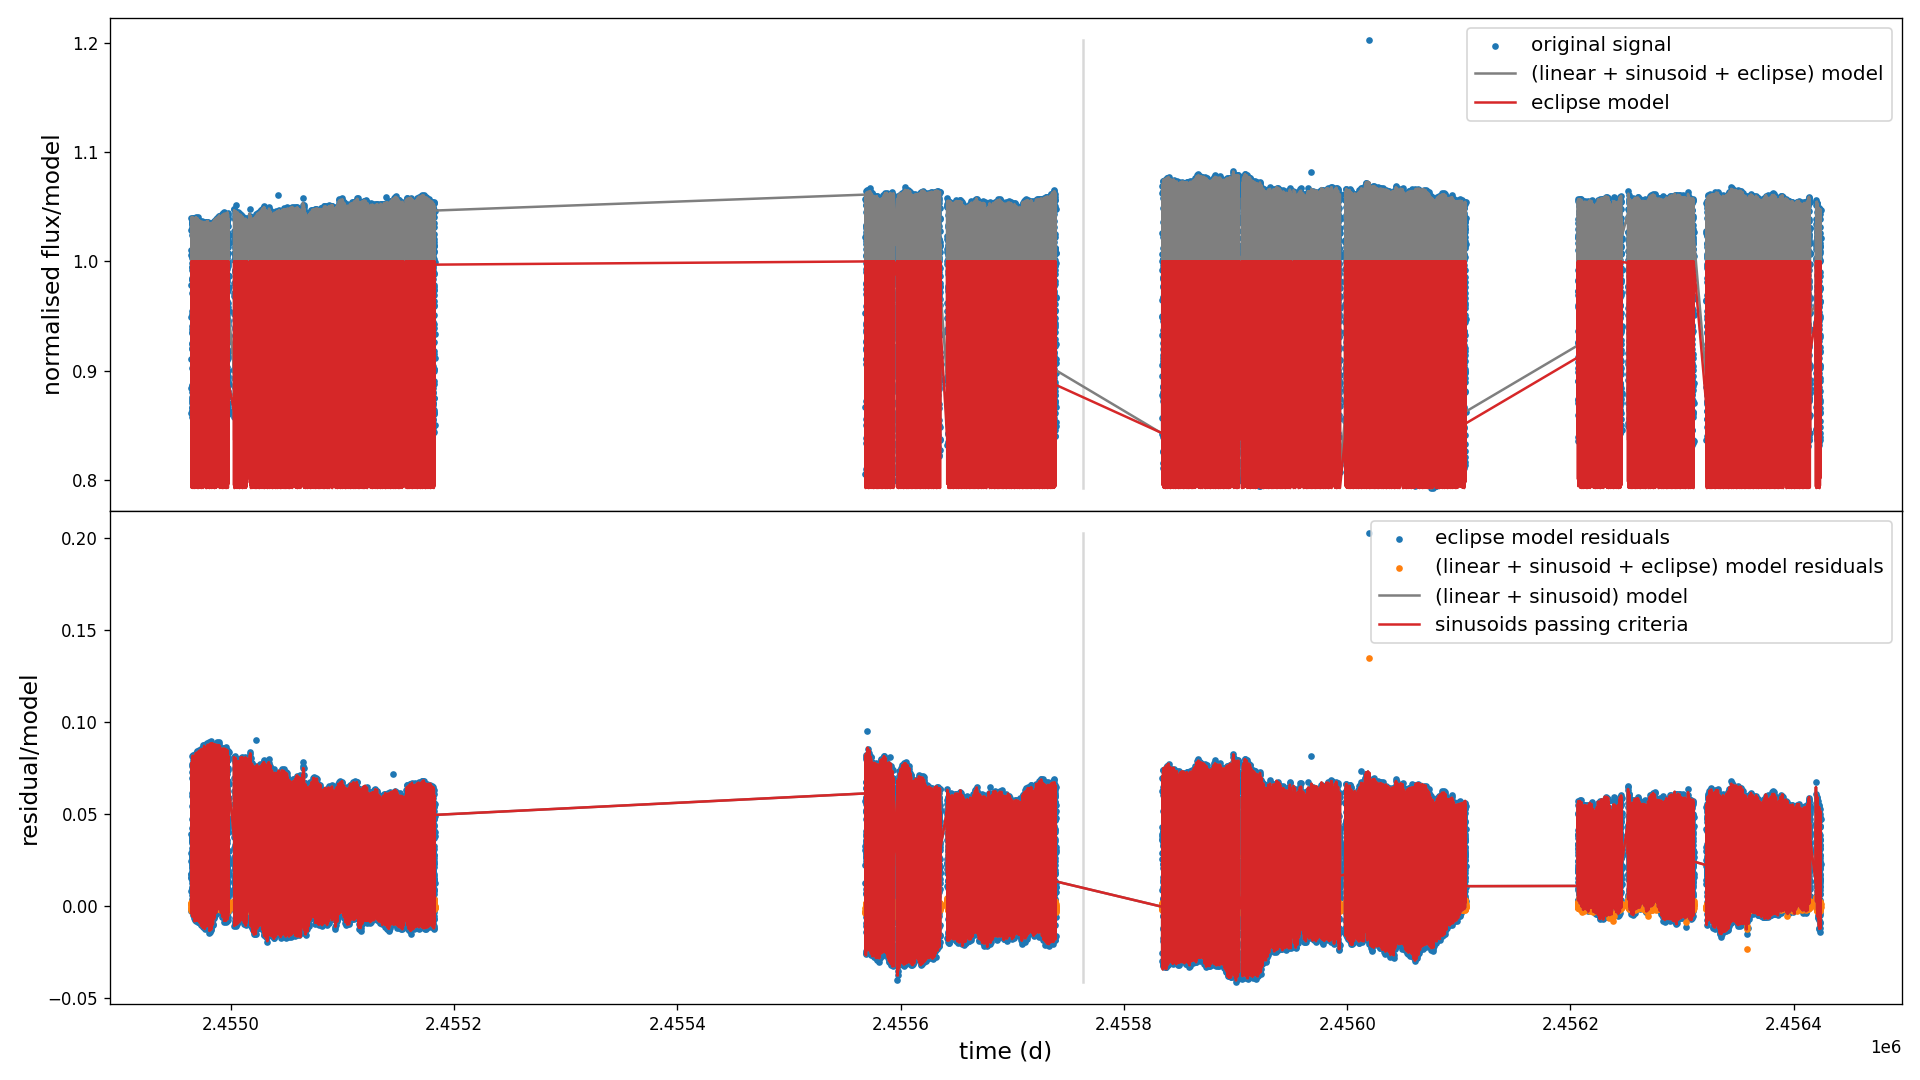 1.2
1.1
1.0
0.9
0.8
normalised flux/model
original signal
(linear + sinusoid + eclipse) model
eclipse model
0.20
0.15
0.10
0.05
0.00
−0.05
residual/model
eclipse model residuals
(linear + sinusoid + eclipse) model residuals
(linear + sinusoid) model
sinusoids passing criteria
2.4550 2.4552 2.4554 2.4556 2.4558 2.4560 2.4562 2.4564
1e6
time (d)